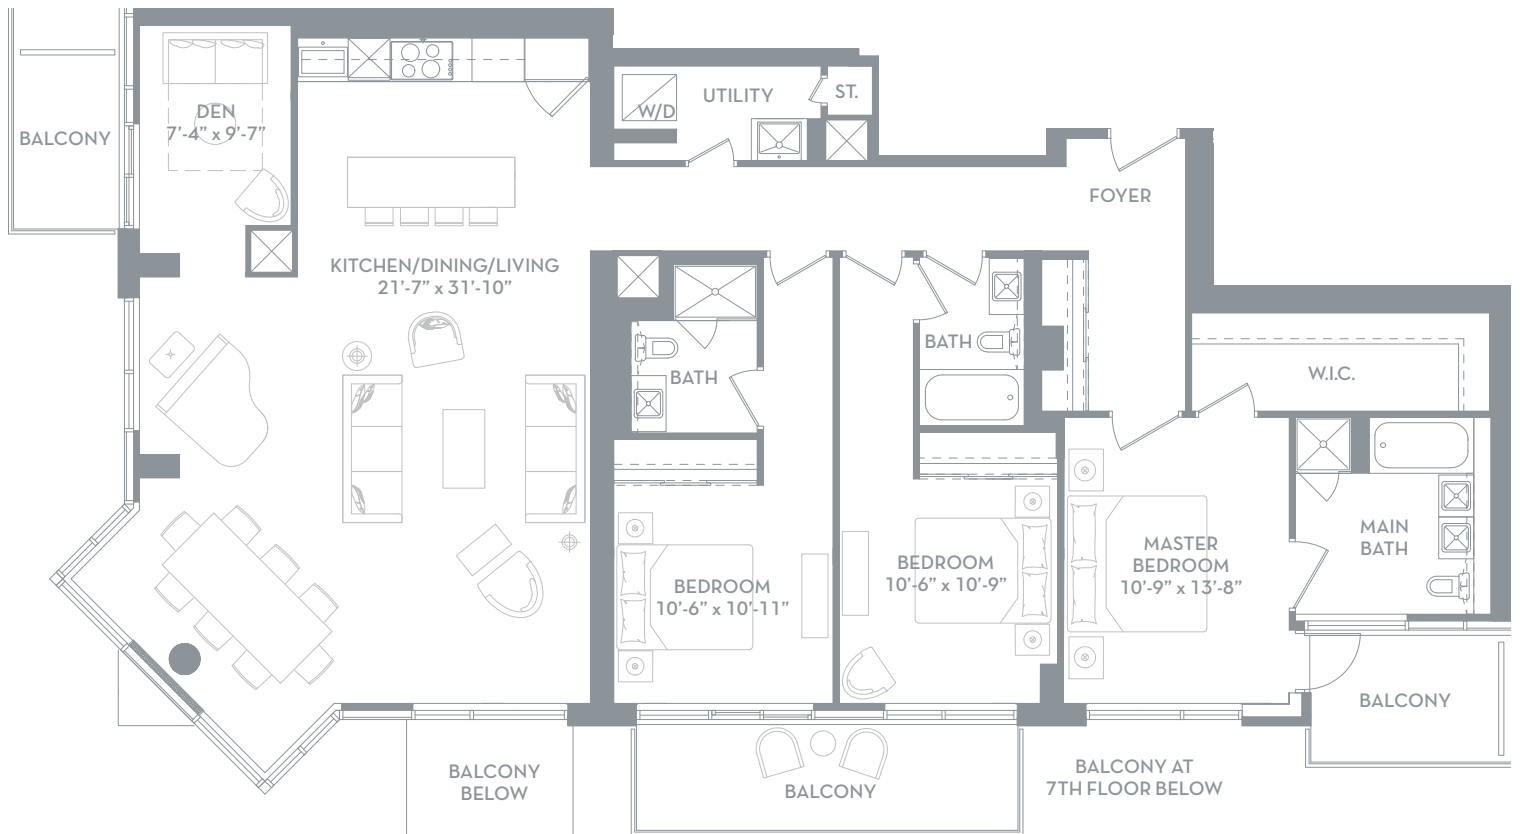 BALCONY
DEN
7'-4" x 9'-7"
W/D
UTILITY
ST.
FOYER
KITCHEN/DINING/LIVING
21'-7" x 31'-10"
BATH
BATH
W.I.C.
MAIN
BATH
BEDROOM
10'-6" x 10'-11"
BEDROOM
10'-6" x 10'-9"
MASTER
BEDROOM
10'-9" x 13'-8"
BALCONY
BALCONY
BELOW
BALCONY
BALCONY AT
7TH FLOOR BELOW